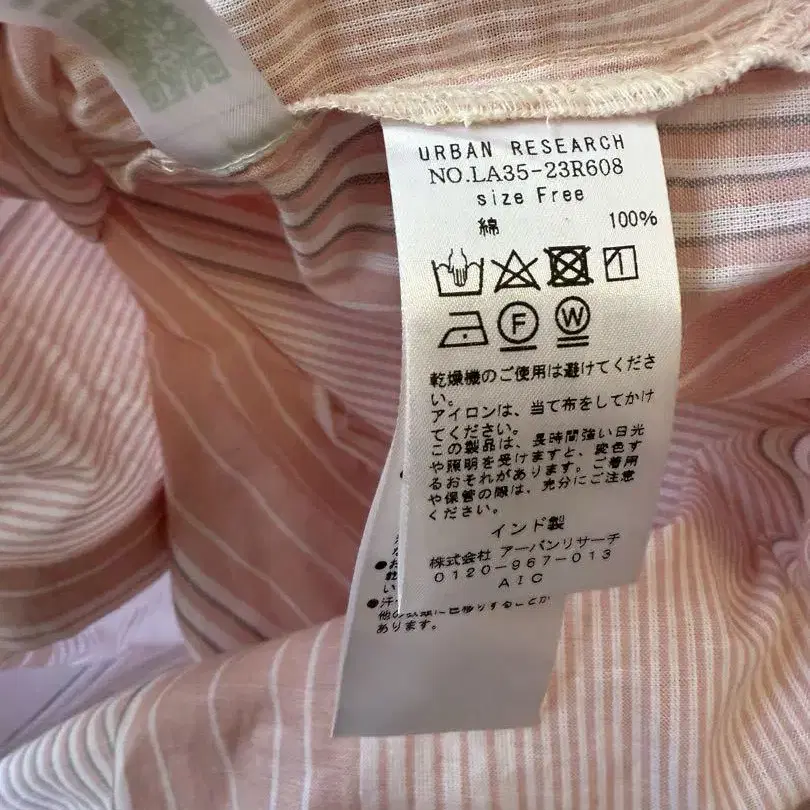 URBAN RESEARCH
NO.LA35-23R608
size Free
綿 100%
F W
乾燥機のご使用は避けてくださ
い。
アイロンは、当て布をしてかけ
てください。
この製品は、長時間強い日光
や照明を受けますと、変色す
るおそれがあります。ご着用
や保管の際は、充分にご注意
ください。
インド製
株式会社 アーバンリサーチ
0120-967-013
AIC
●お
い
●汗
あります。